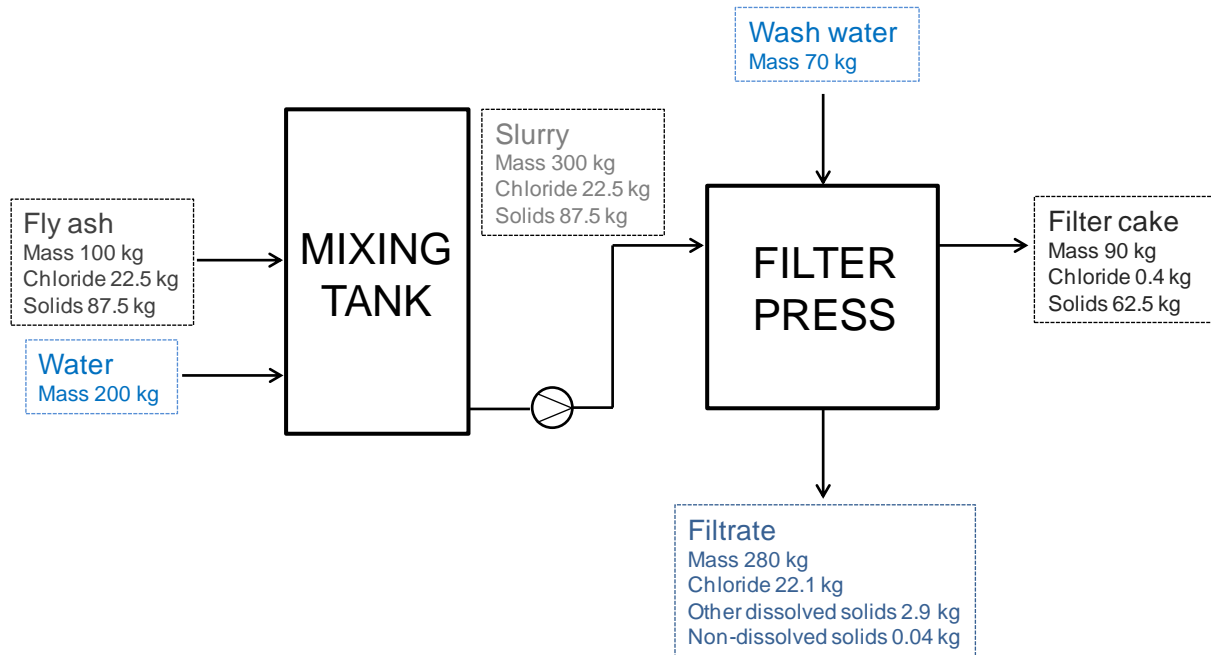 Wash water
Mass 70 kg
Slurry
Mass 300 kg
Chloride 22.5 kg
Solids 87.5 kg
Fly ash
Mass 100 kg
Chloride 22.5 kg
Solids 87.5 kg
MIXING
TANK
FILTER
PRESS
Filter cake
Mass 90 kg
Chloride 0.4 kg
Solids 62.5 kg
Water
Mass 200 kg
Filtrate
Mass 280 kg
Chloride 22.1 kg
Other dissolved solids 2.9 kg
Non-dissolved solids 0.04 kg